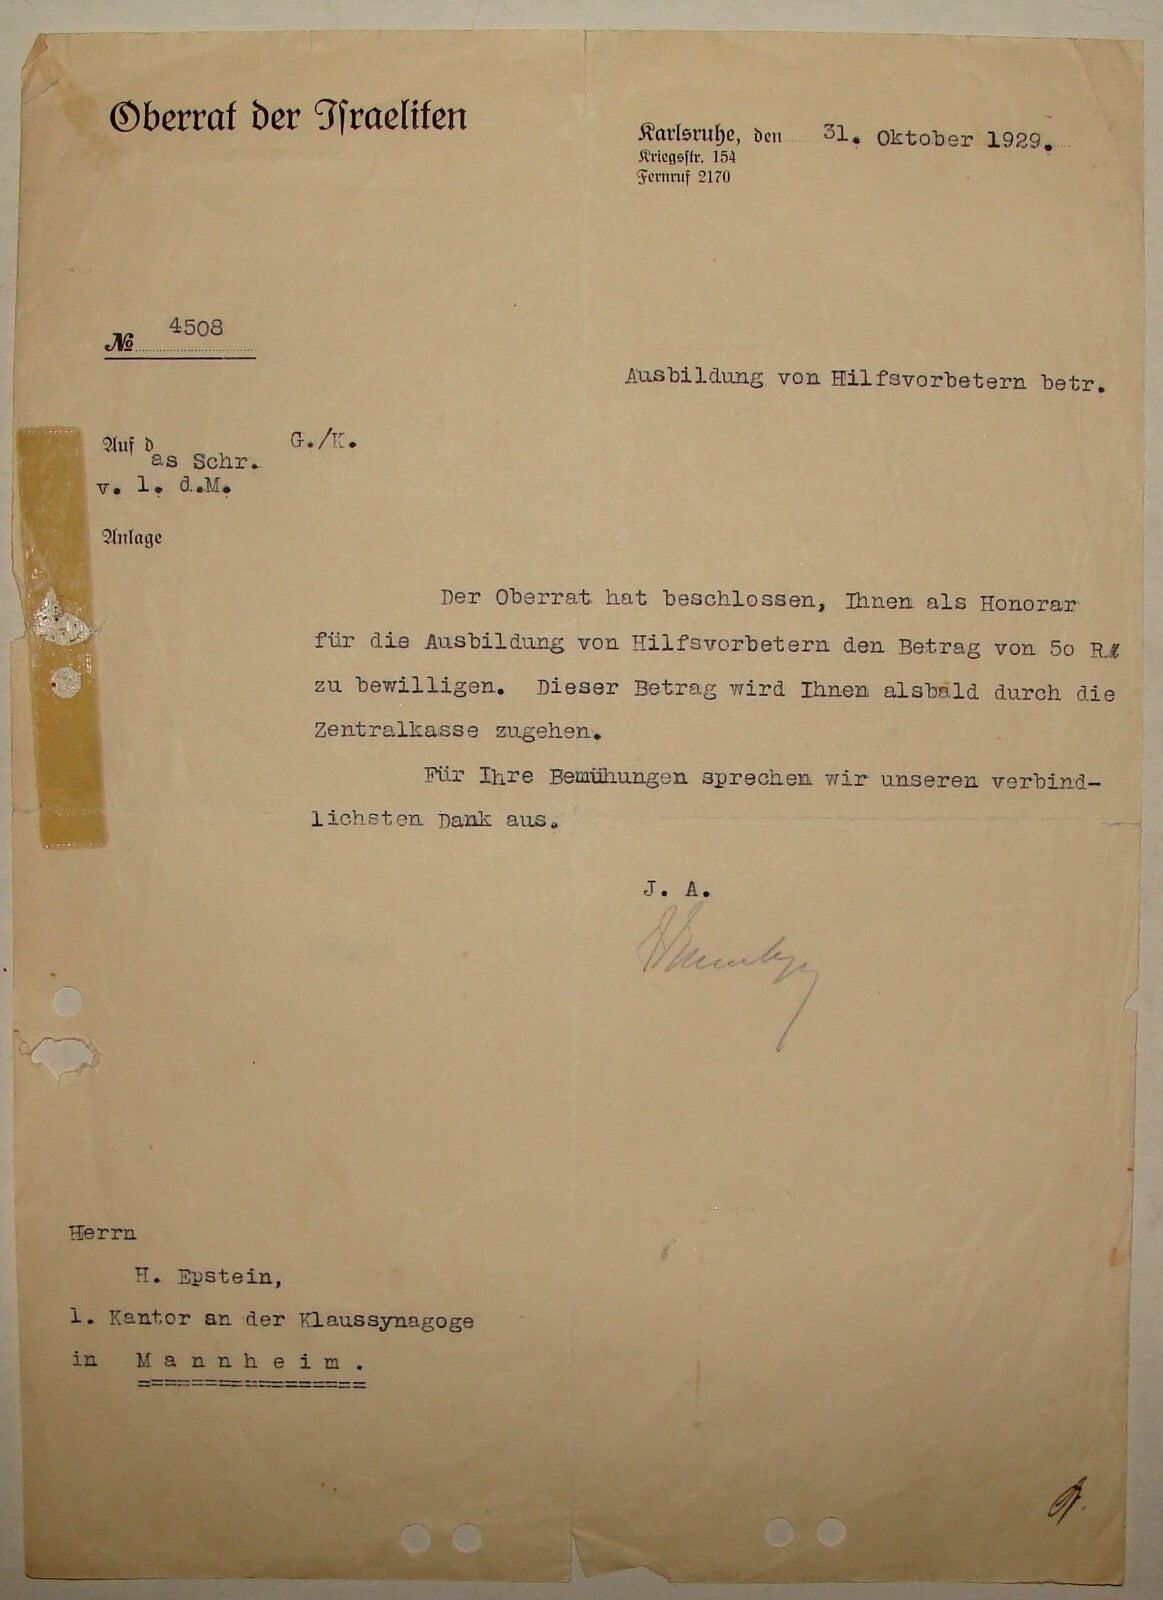 Oberrat der Israeliten
Karlsruhe, den 31. Oktober 1929.
Kriegsstr. 154
Fernruf 2170
No 4508
Ausbildung von Hilfsvorbetern betr.
Auf das Schr. G./K.
v. 1. d.M.
Anlage
Der Oberrat hat beschlossen, Ihnen als Honorar
für die Ausbildung von Hilfsvorbetern den Betrag von 50 RM
zu bewilligen. Dieser Betrag wird Ihnen alsbald durch die
Zentralkasse zugehen.
Für Ihre Bemühungen sprechen wir unseren verbind-
lichsten Dank aus.
J. A.
Herrn
H. Epstein,
1. Kantor an der Klaussynagoge
in Mannheim.